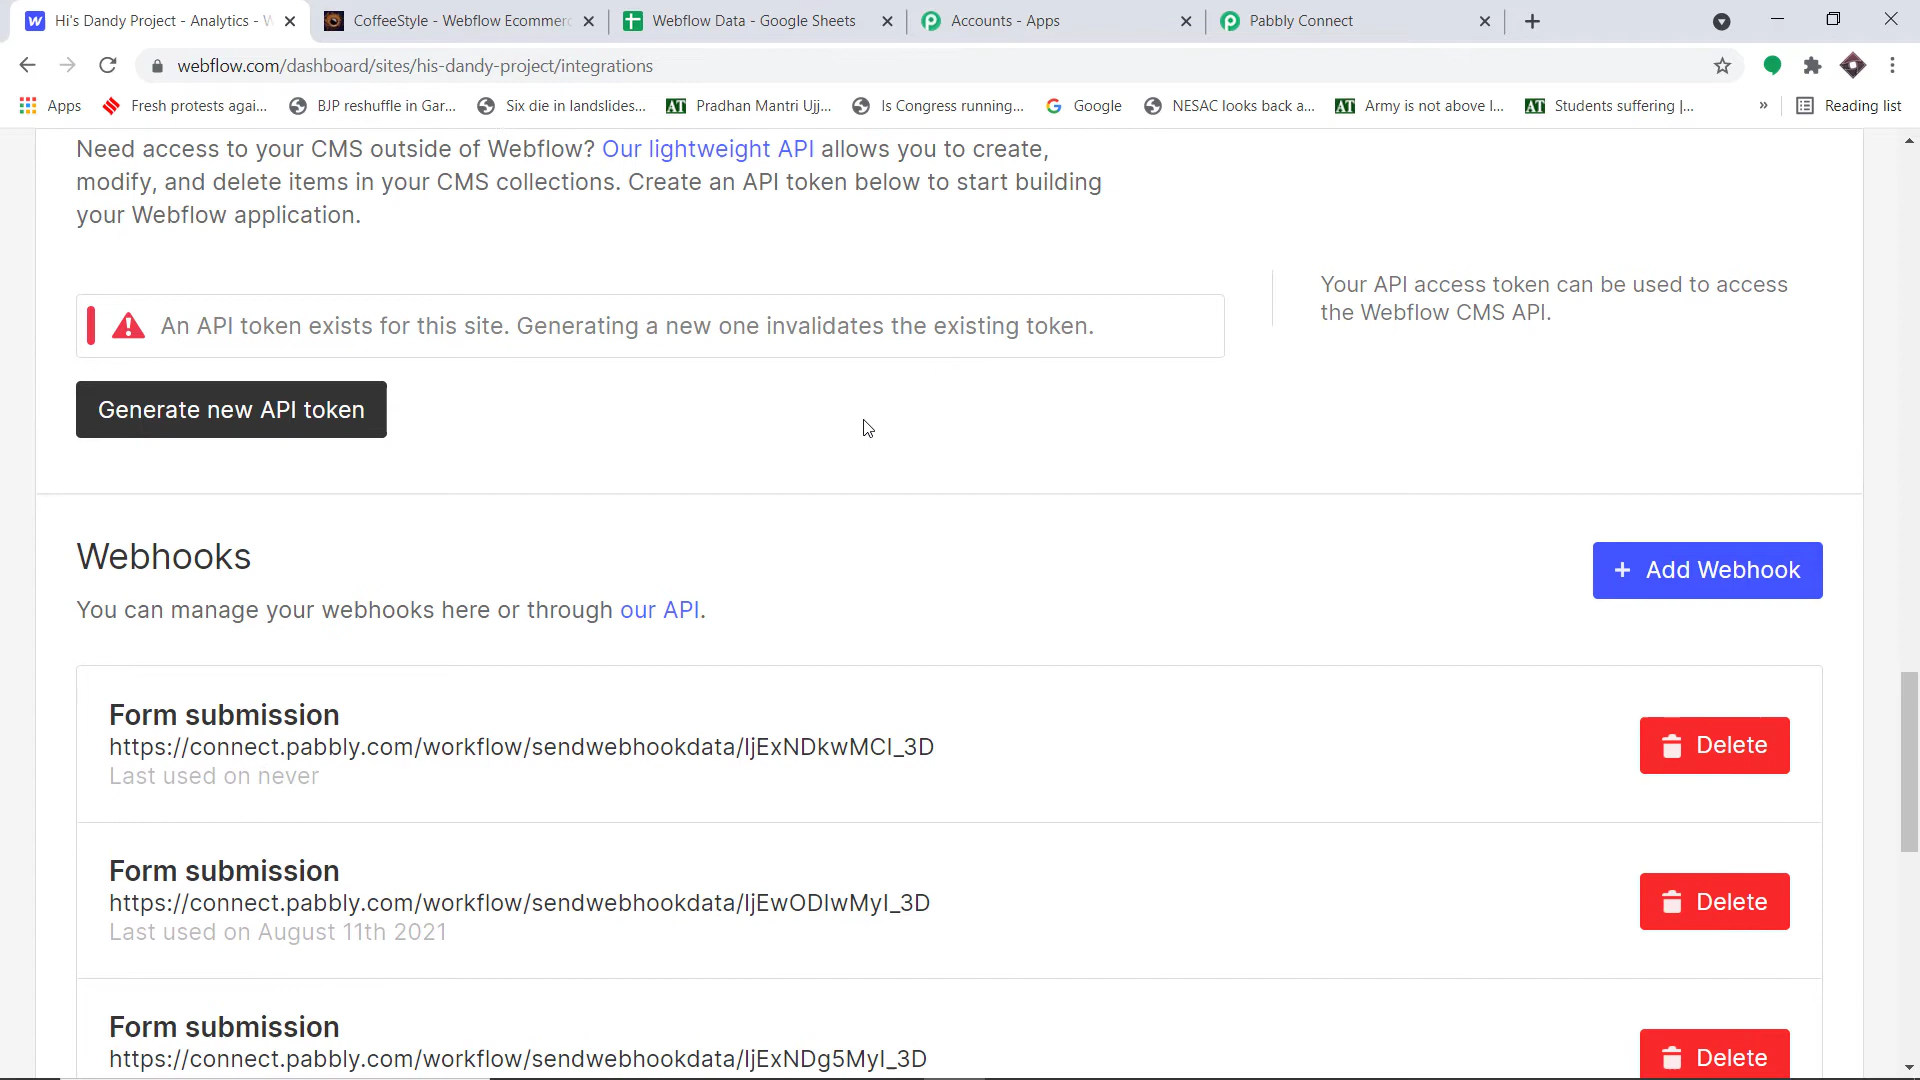 Hi's Dandy Project - Analytics - W
CoffeeStyle - Webflow Ecommerc
Webflow Data - Google Sheets
Accounts - Apps
Pabbly Connect
webflow.com/dashboard/sites/his-dandy-project/integrations
Apps
Fresh protests agai...
BJP reshuffle in Gar...
Six die in landslides...
AT Pradhan Mantri Ujj...
Is Congress running...
Google
NESAC looks back a...
AT Army is not above l...
AT Students suffering |...
»
Reading list
Need access to your CMS outside of Webflow? Our lightweight API allows you to create,
modify, and delete items in your CMS collections. Create an API token below to start building
your Webflow application.
An API token exists for this site. Generating a new one invalidates the existing token.
Your API access token can be used to access
the Webflow CMS API.
Generate new API token
Webhooks
+ Add Webhook
You can manage your webhooks here or through our API.
Form submission
https://connect.pabbly.com/workflow/sendwebhookdata/IjExNDkwMCI_3D
Last used on never
Delete
Form submission
https://connect.pabbly.com/workflow/sendwebhookdata/IjEwODIwMyI_3D
Last used on August 11th 2021
Delete
Form submission
https://connect.pabbly.com/workflow/sendwebhookdata/IjExNDg5MyI_3D
Delete